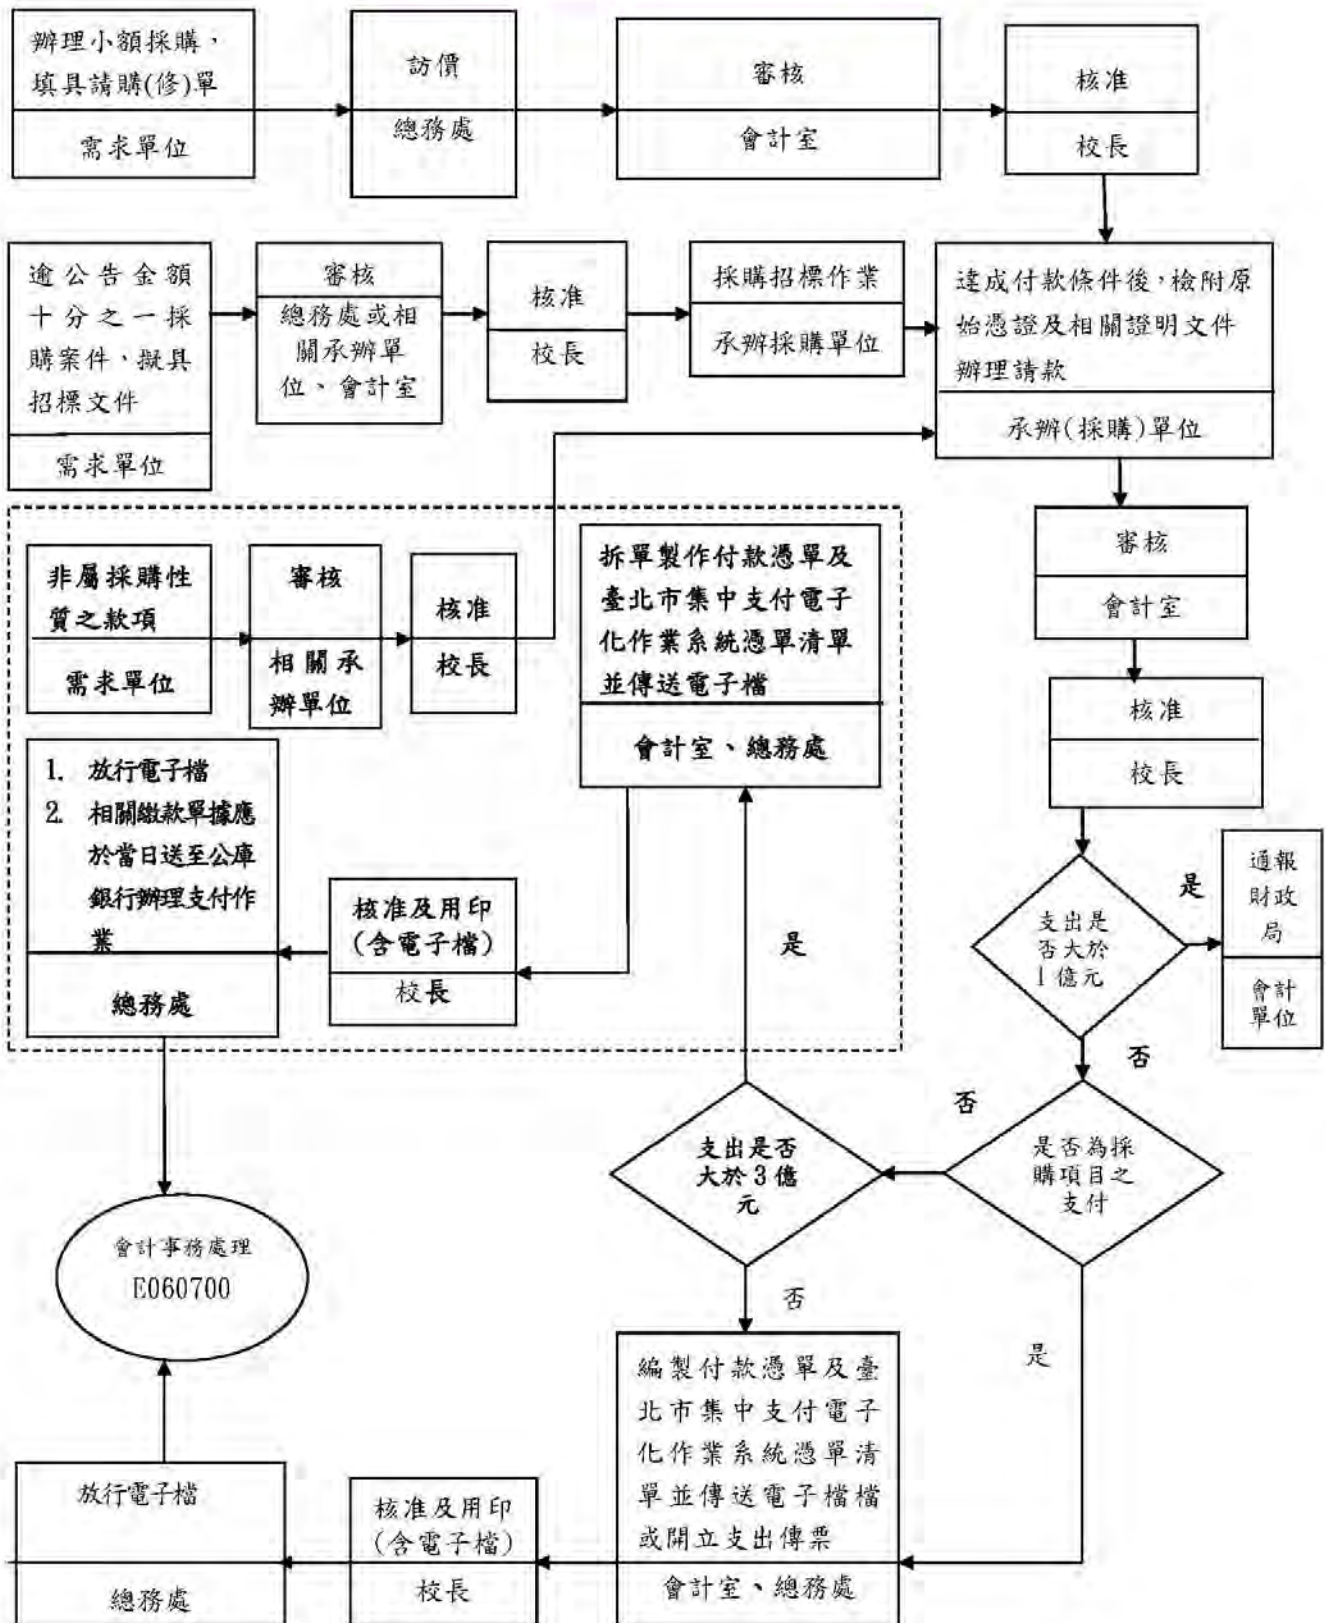 辦理小額採購，
填具請購(修)單
需求單位
訪價
總務處
審核
會計室
核准
校長
逾公告金額
十分之一採
購案件、擬具
招標文件
需求單位
審核
總務處或相
關承辦單
位、會計室
核准
校長
採購招標作業
承辦採購單位
達成付款條件後，檢附原
始憑證及相關證明文件
辦理請款
承辦(採購)單位
非屬採購性
質之款項
需求單位
審核
相關承
辦單位
核准
校長
拆單製作付款憑單及
臺北市集中支付電子
化作業系統憑單清單
並傳送電子檔
會計室、總務處
審核
會計室
核准
校長
1. 放行電子檔
2. 相關繳款單據應
於當日送至公庫
銀行辦理支付作
業
總務處
核准及用印
(含電子檔)
校長
是
支出是
否大於
1億元
是
通報
財政
局
會計
單位
否
否
支出是否
大於3億
元
是否為採
購項目之
支付
會計事務處理
E060700
否
是
編製付款憑單及臺
北市集中支付電子
化作業系統憑單清
單並傳送電子檔檔
或開立支出傳票
會計室、總務處
核准及用印
(含電子檔)
校長
放行電子檔
總務處